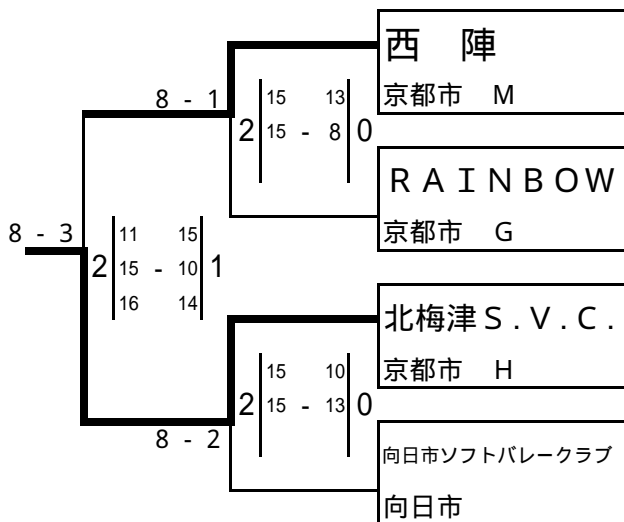 西　陣
京都市　M
8 - 1
15 13
2 15 - 8 0
ＲＡＩＮＢＯＷ
京都市　G
8 - 3
11 15
2 15 - 10 1
16 14
北梅津Ｓ．Ｖ．Ｃ．
京都市　H
15 10
2 15 - 13 0
8 - 2
向日市ソフトバレークラブ
向日市